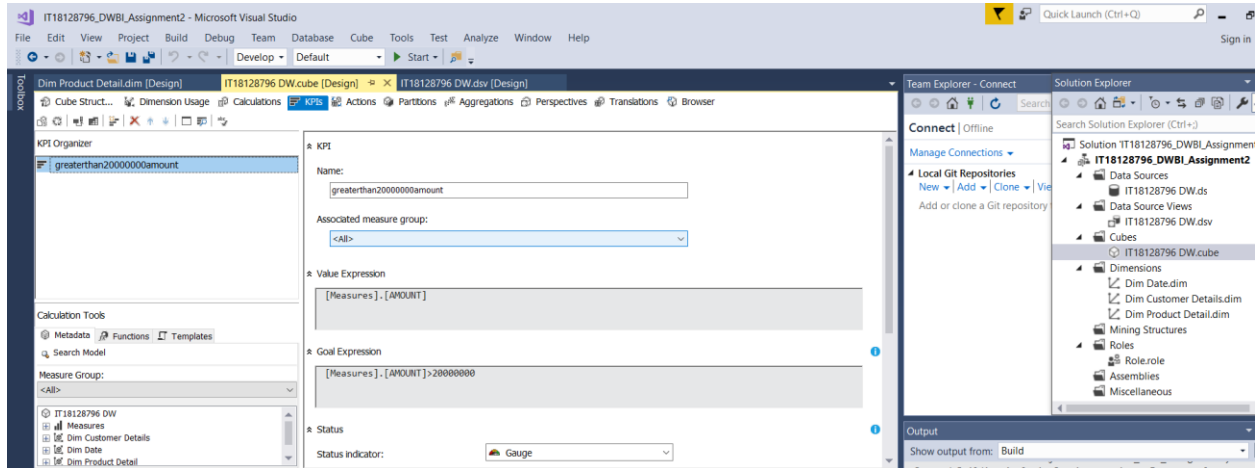 IT18128796_DWBI_Assignment2 - Microsoft Visual Studio
Quick Launch (Ctrl+Q)
File Edit View Project Build Debug Team Database Cube Tools Test Analyze Window Help
Sign in
Develop Default Start
Toolbox
Dim Product Detail.dim [Design] IT18128796 DW.cube [Design] IT18128796 DW.dsv [Design]
Cube Struct... Dimension Usage Calculations KPIs Actions Partitions Aggregations Perspectives Translations Browser
KPI Organizer
greaterthan20000000amount
Calculation Tools
Metadata Functions Templates
Search Model
Measure Group:
<All>
IT18128796 DW
Measures
Dim Customer Details
Dim Date
Dim Product Detail
KPI
Name:
greaterthan20000000amount
Associated measure group:
<All>
Value Expression
[Measures].[AMOUNT]
Goal Expression
[Measures].[AMOUNT]>20000000
Status
Status indicator: Gauge
Team Explorer - Connect
Search
Connect | Offline
Manage Connections
Local Git Repositories
New Add Clone Vie
Add or clone a Git repository
Solution Explorer
Search Solution Explorer (Ctrl+;)
Solution 'IT18128796_DWBI_Assignment
IT18128796_DWBI_Assignment2
Data Sources
IT18128796 DW.ds
Data Source Views
IT18128796 DW.dsv
Cubes
IT18128796 DW.cube
Dimensions
Dim Date.dim
Dim Customer Details.dim
Dim Product Detail.dim
Mining Structures
Roles
Role.role
Assemblies
Miscellaneous
Output
Show output from: Build